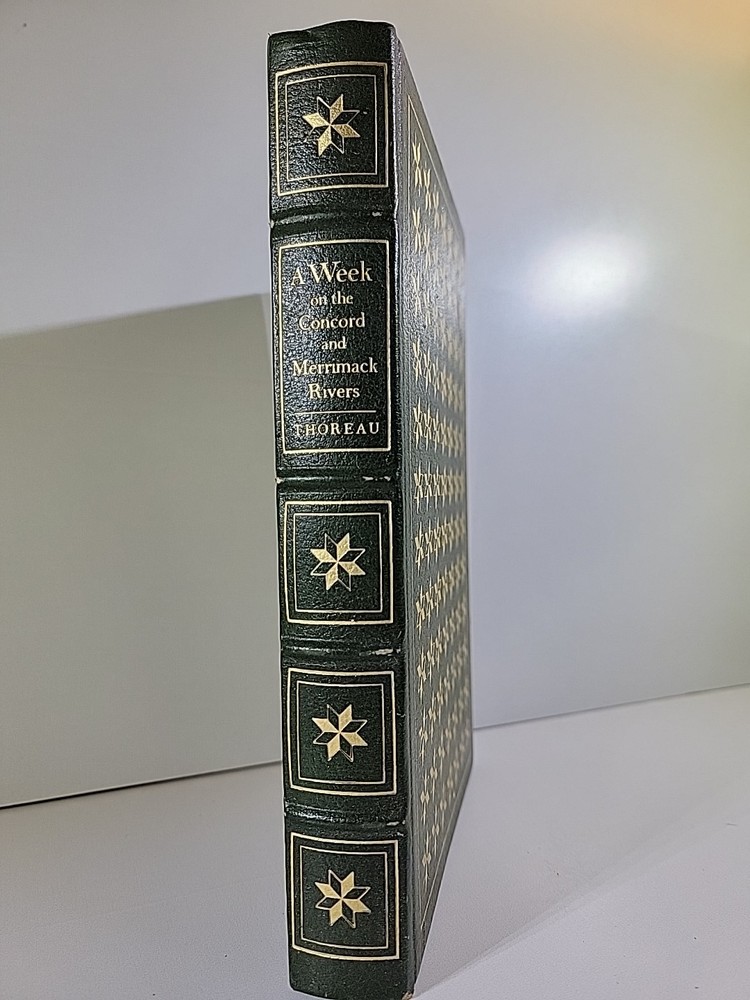 A Week
on the
Concord
and
Merrimack
Rivers
THOREAU